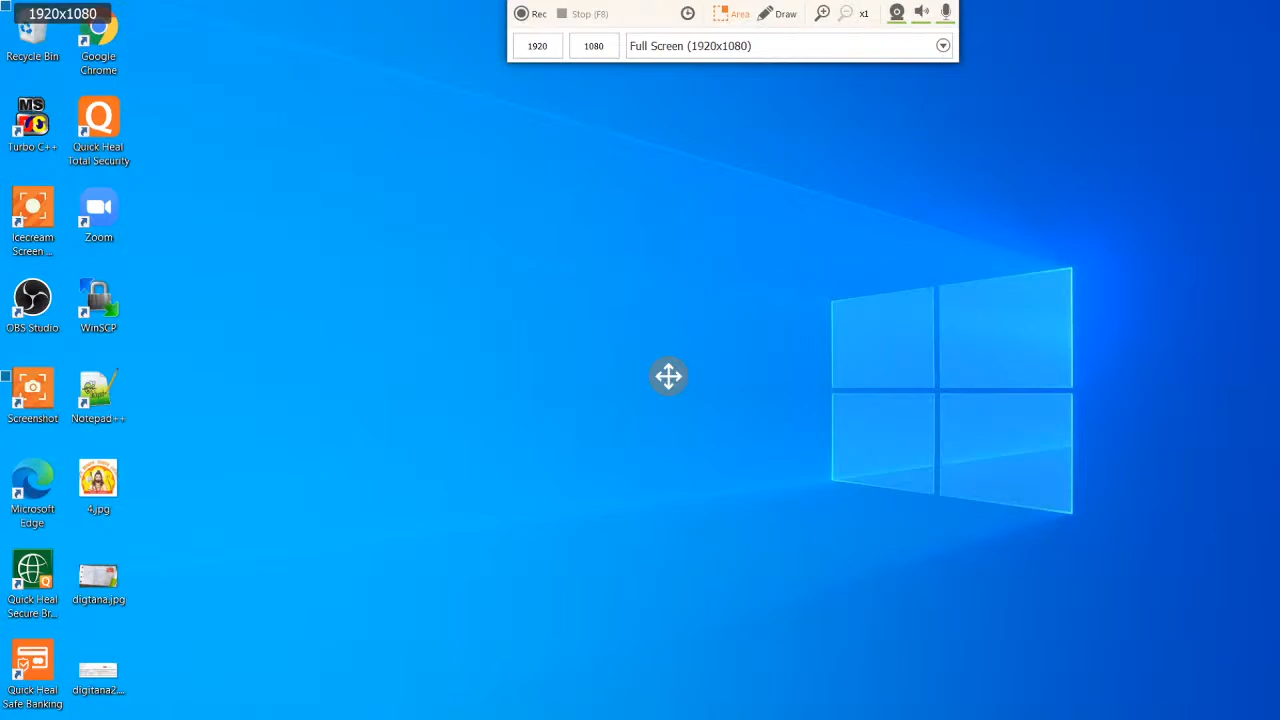 1920x1080
Rec
Stop (F8)
Area
Draw
x1
1920
1080
Full Screen (1920x1080)
Recycle Bin
Google
Chrome
MS
Turbo C++
Quick Heal
Total Security
Icecream
Screen ...
Zoom
OBS Studio
WinSCP
Screenshot
Notepad++
Microsoft
Edge
4.jpg
Quick Heal
Secure Br...
digtana.jpg
Quick Heal
Safe Banking
digitana2....